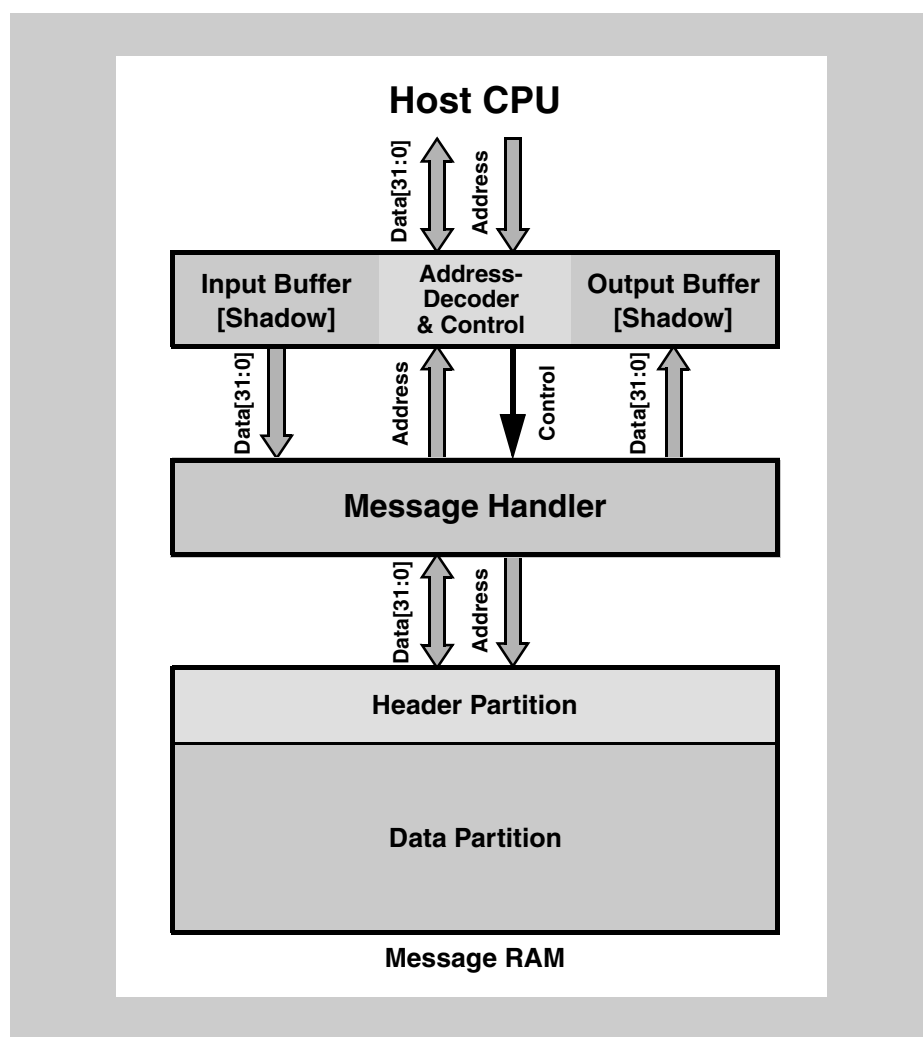 Host CPU
Data[31:0]
Address
Input Buffer
[Shadow]
Address-
Decoder
& Control
Output Buffer
[Shadow]
Data[31:0]
Address
Control
Data[31:0]
Message Handler
Data[31:0]
Address
Header Partition
Data Partition
Message RAM